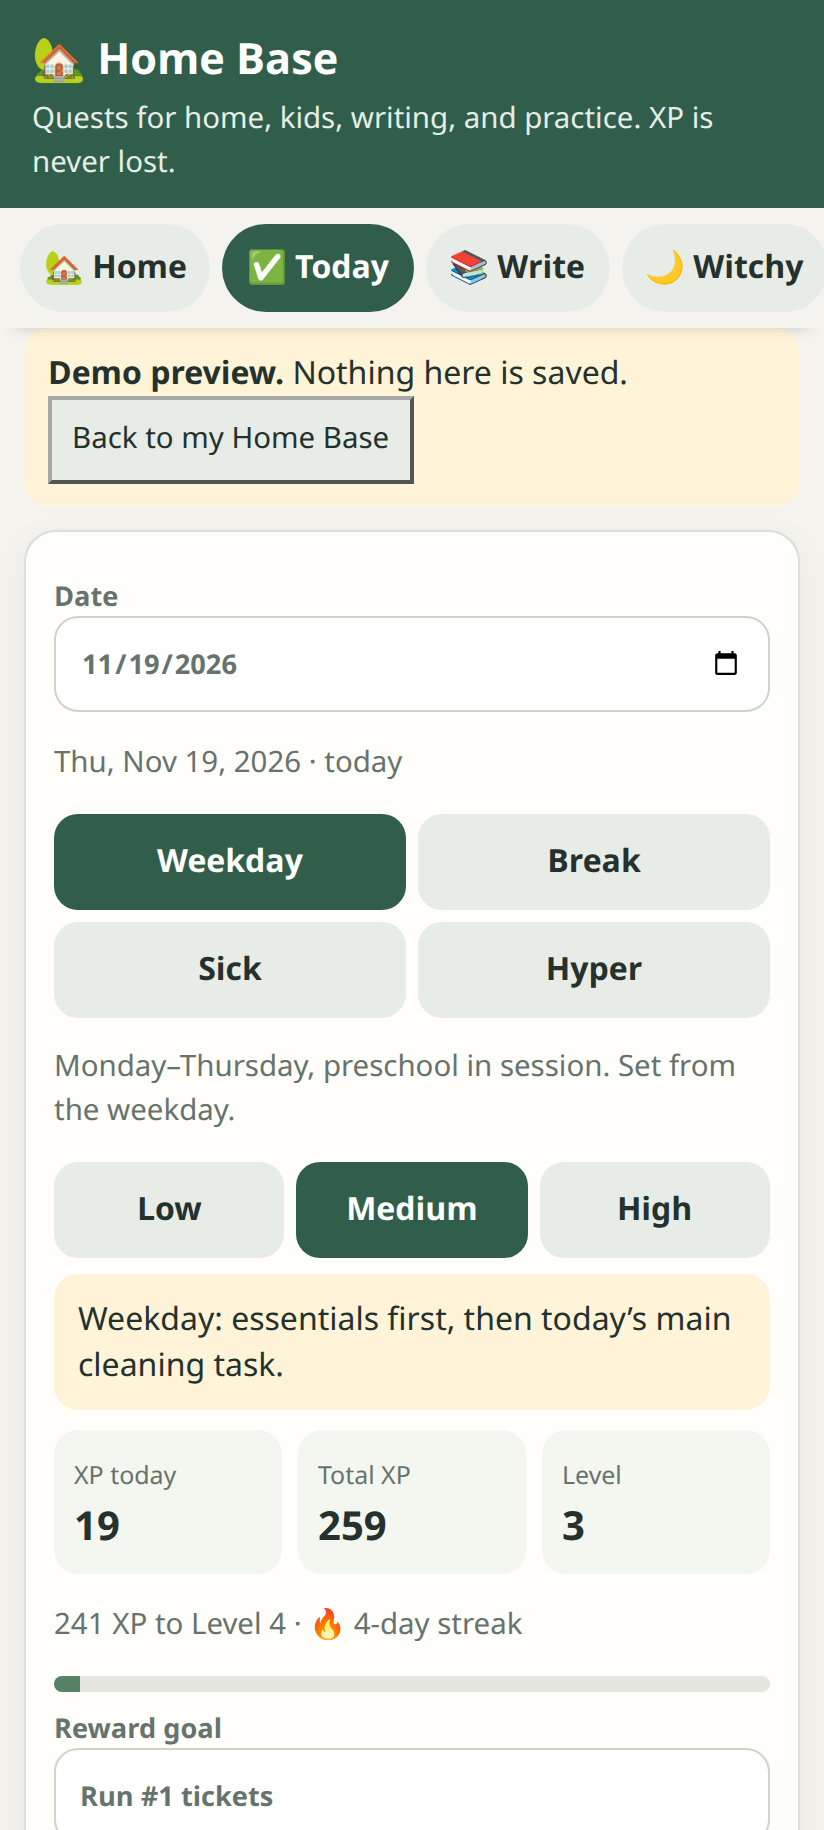 🏡 Home Base
Quests for home, kids, writing, and practice. XP is
never lost.
🏡 Home
✅ Today
📚 Write
🌙 Witchy
Demo preview. Nothing here is saved.
Back to my Home Base
Date
11/19/2026
Thu, Nov 19, 2026 · today
Weekday
Break
Sick
Hyper
Monday–Thursday, preschool in session. Set from
the weekday.
Low
Medium
High
Weekday: essentials first, then today’s main
cleaning task.
XP today
19
Total XP
259
Level
3
241 XP to Level 4 · 🔥 4-day streak
Reward goal
Run #1 tickets